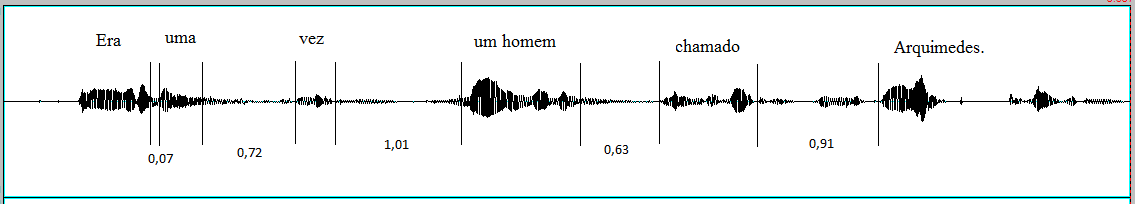 Era uma vez um homem chamado Arquimedes.
0,07 0,72 1,01 0,63 0,91